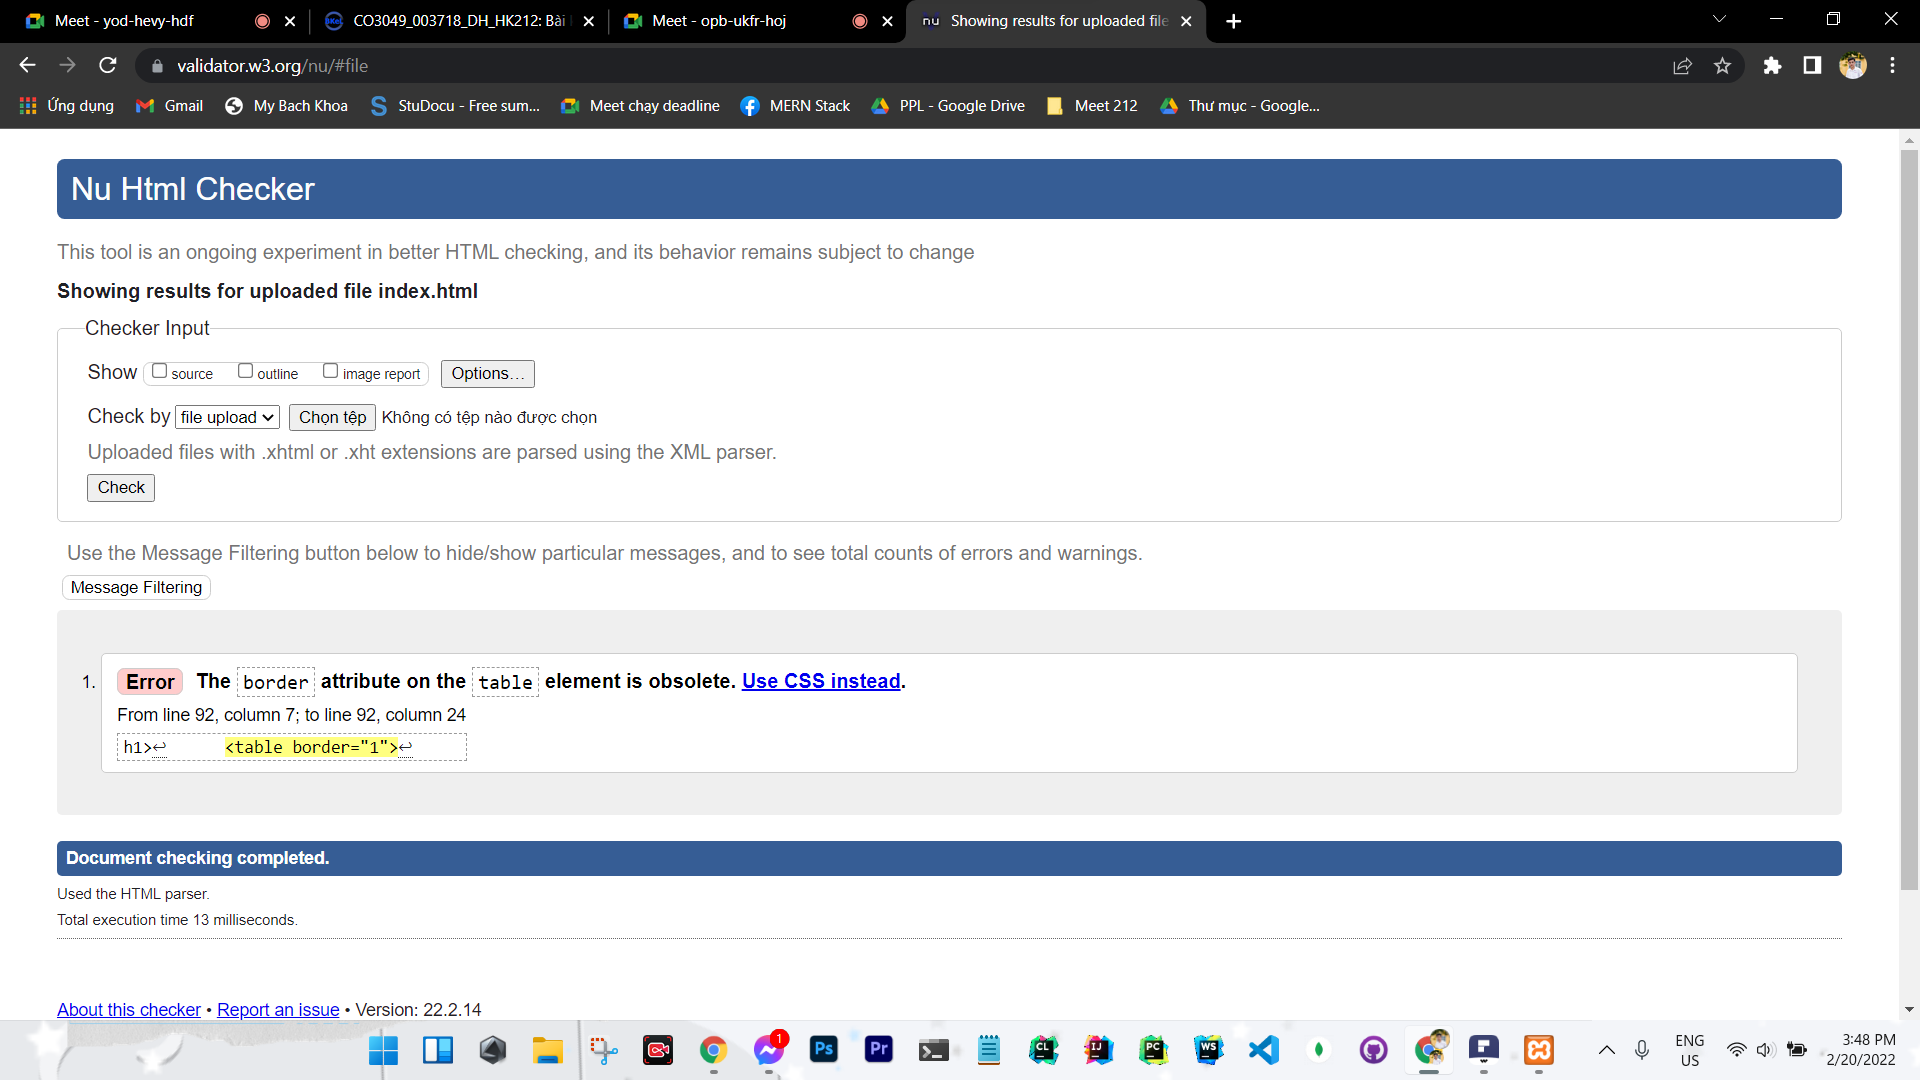 Meet - yod-hevy-hdf
CO3049_003718_DH_HK212: Bài
Meet - opb-ukfr-hoj
nu Showing results for uploaded file
validator.w3.org/nu/#file
Ứng dụng
Gmail
My Bach Khoa
StuDocu - Free sum...
Meet chạy deadline
MERN Stack
PPL - Google Drive
Meet 212
Thư mục - Google...
Nu Html Checker
This tool is an ongoing experiment in better HTML checking, and its behavior remains subject to change
Showing results for uploaded file index.html
Checker Input
Show source outline image report Options...
Check by file upload Chọn tệp Không có tệp nào được chọn
Uploaded files with .xhtml or .xht extensions are parsed using the XML parser.
Check
Use the Message Filtering button below to hide/show particular messages, and to see total counts of errors and warnings.
Message Filtering
1. Error The border attribute on the table element is obsolete. Use CSS instead.
From line 92, column 7; to line 92, column 24
h1>↩ <table border="1">↩
Document checking completed.
Used the HTML parser.
Total execution time 13 milliseconds.
About this checker • Report an issue • Version: 22.2.14
1
Ps
Pr
CL
IJ
PC
WS
ENG
US
3:48 PM
2/20/2022